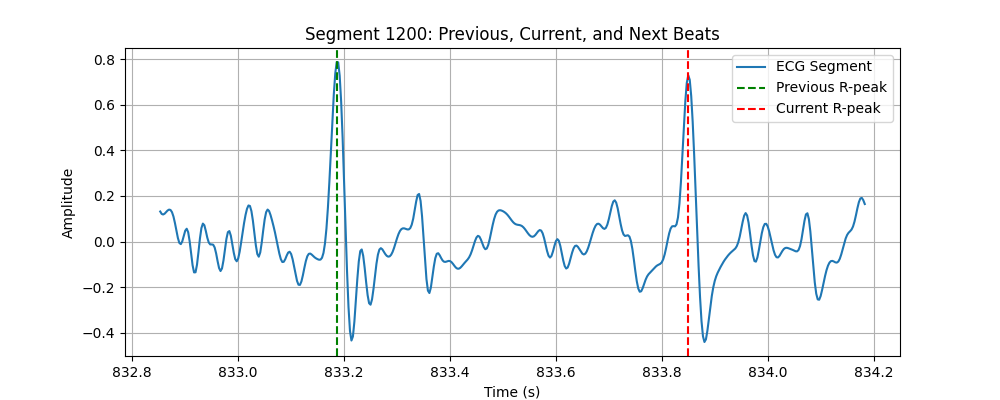 Segment 1200: Previous, Current, and Next Beats
ECG Segment
Previous R-peak
Current R-peak
Amplitude
0.8
0.6
0.4
0.2
0.0
−0.2
−0.4
832.8 833.0 833.2 833.4 833.6 833.8 834.0 834.2
Time (s)